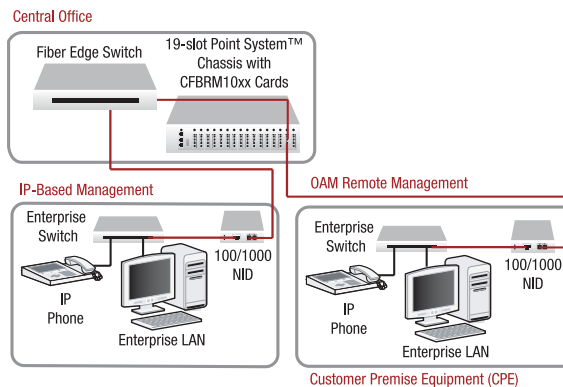 Central Office
Fiber Edge Switch
19-slot Point System™
Chassis with
CFBRM10xx Cards
IP-Based Management
Enterprise
Switch
100/1000
NID
IP
Phone
Enterprise LAN
OAM Remote Management
Enterprise
Switch
100/1000
NID
IP
Phone
Enterprise LAN
Customer Premise Equipment (CPE)